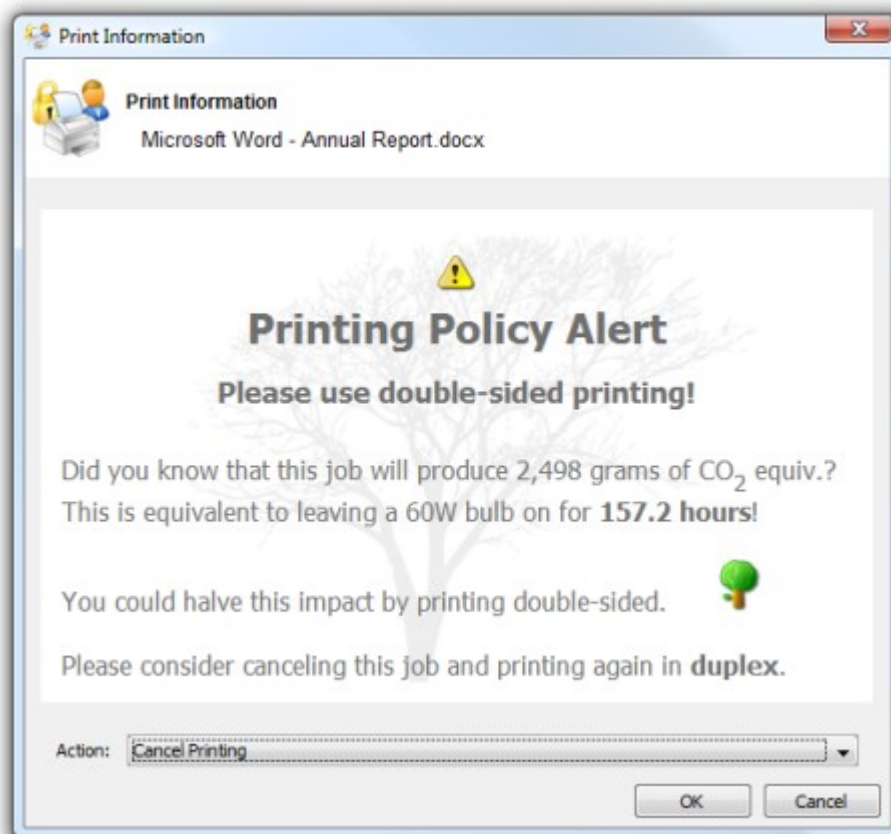 Print Information
Print Information
Microsoft Word - Annual Report.docx
Printing Policy Alert
Please use double-sided printing!
Did you know that this job will produce 2,498 grams of CO₂ equiv.?
This is equivalent to leaving a 60W bulb on for 157.2 hours!
You could halve this impact by printing double-sided.
Please consider canceling this job and printing again in duplex.
Action: Cancel Printing
OK Cancel